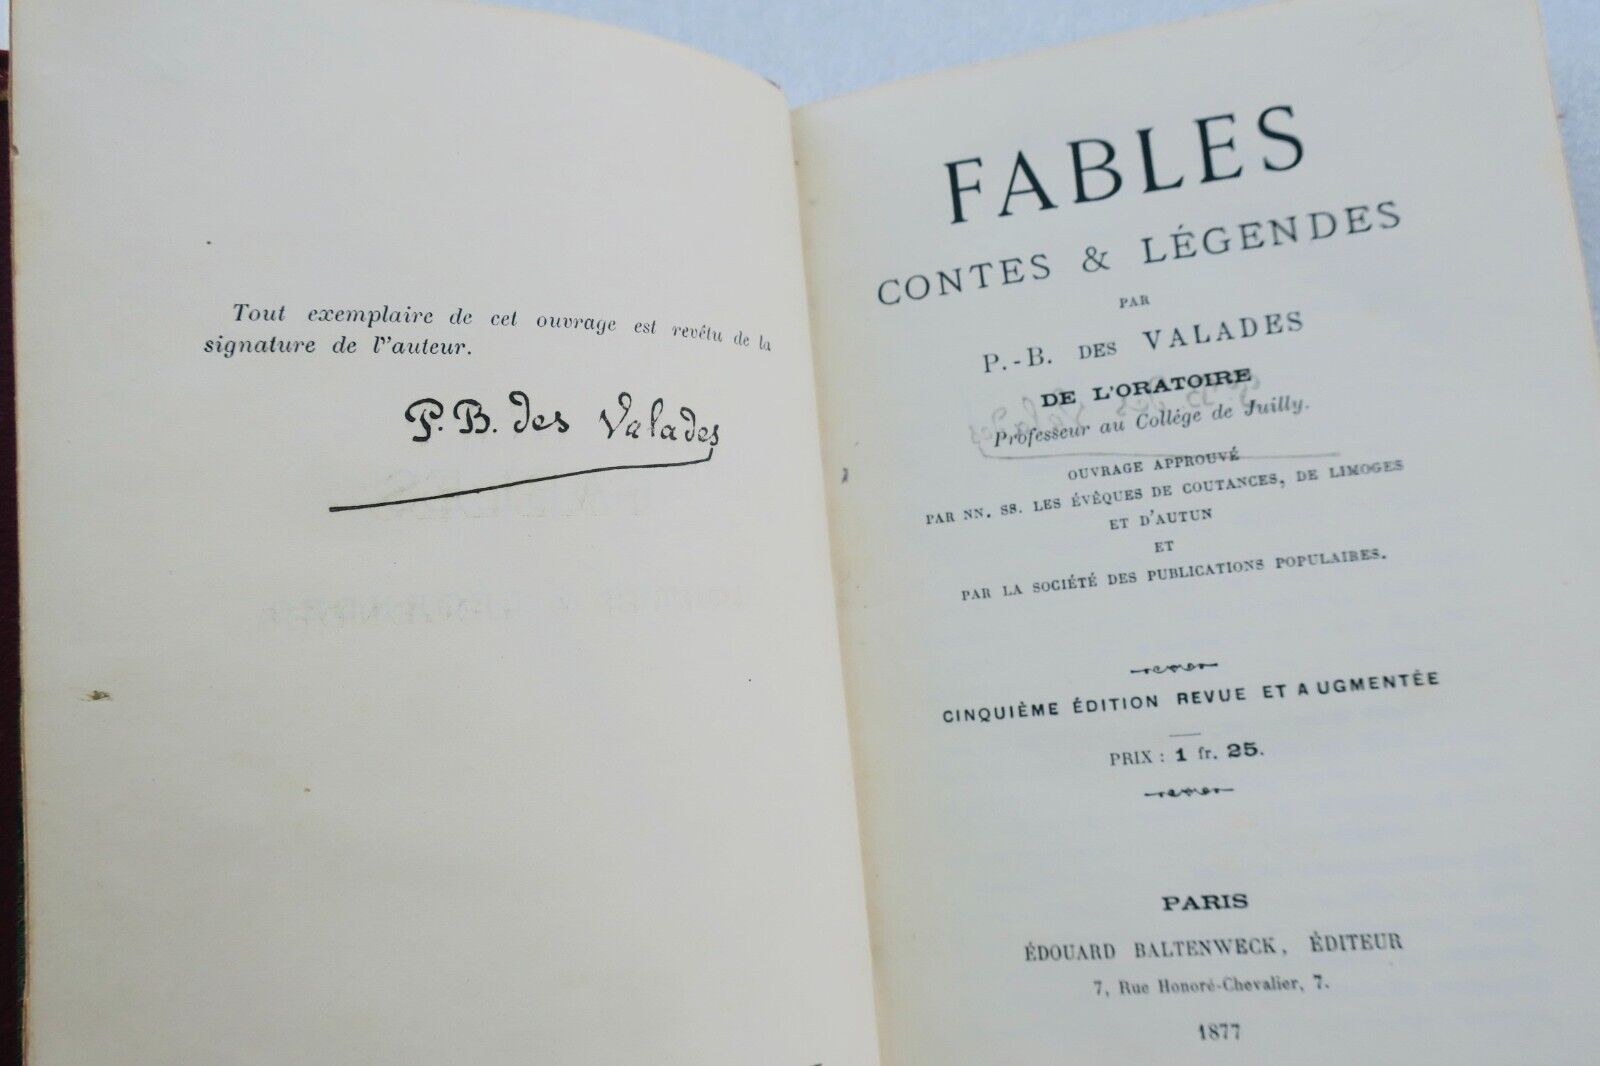 Tout exemplaire de cet ouvrage est revêtu de la
signature de l''auteur.
P. B. des Valades
FABLES
CONTES & LÉGENDES
PAR
P.-B. DES VALADES
DE L'ORATOIRE
Professeur au Collége de Juilly.
OUVRAGE APPROUVÉ
PAR NN. SS. LES ÉVÊQUES DE COUTANCES, DE LIMOGES
ET D'AUTUN
ET
PAR LA SOCIÉTÉ DES PUBLICATIONS POPULAIRES.
CINQUIÈME ÉDITION REVUE ET AUGMENTÉE
PRIX : 1 fr. 25.
PARIS
ÉDOUARD BALTENWECK, ÉDITEUR
7, Rue Honoré-Chevalier, 7.
1877